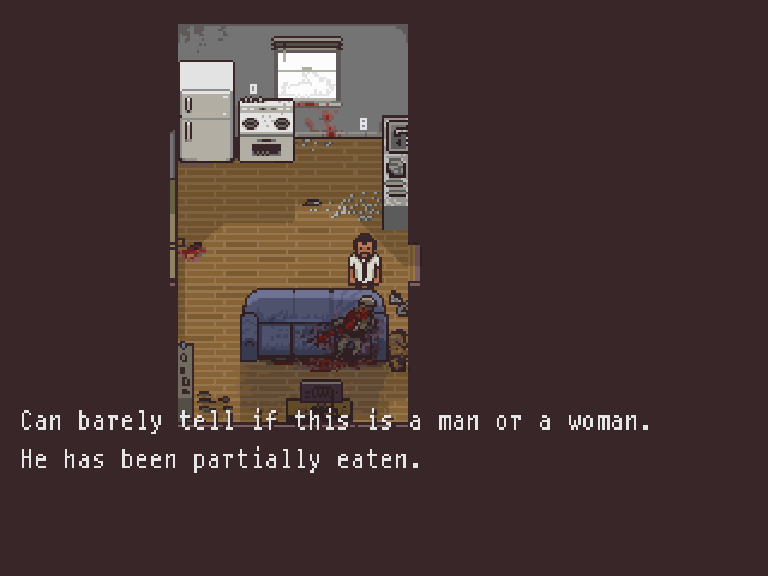 Can barely tell if this is a man or a woman.
He has been partially eaten.